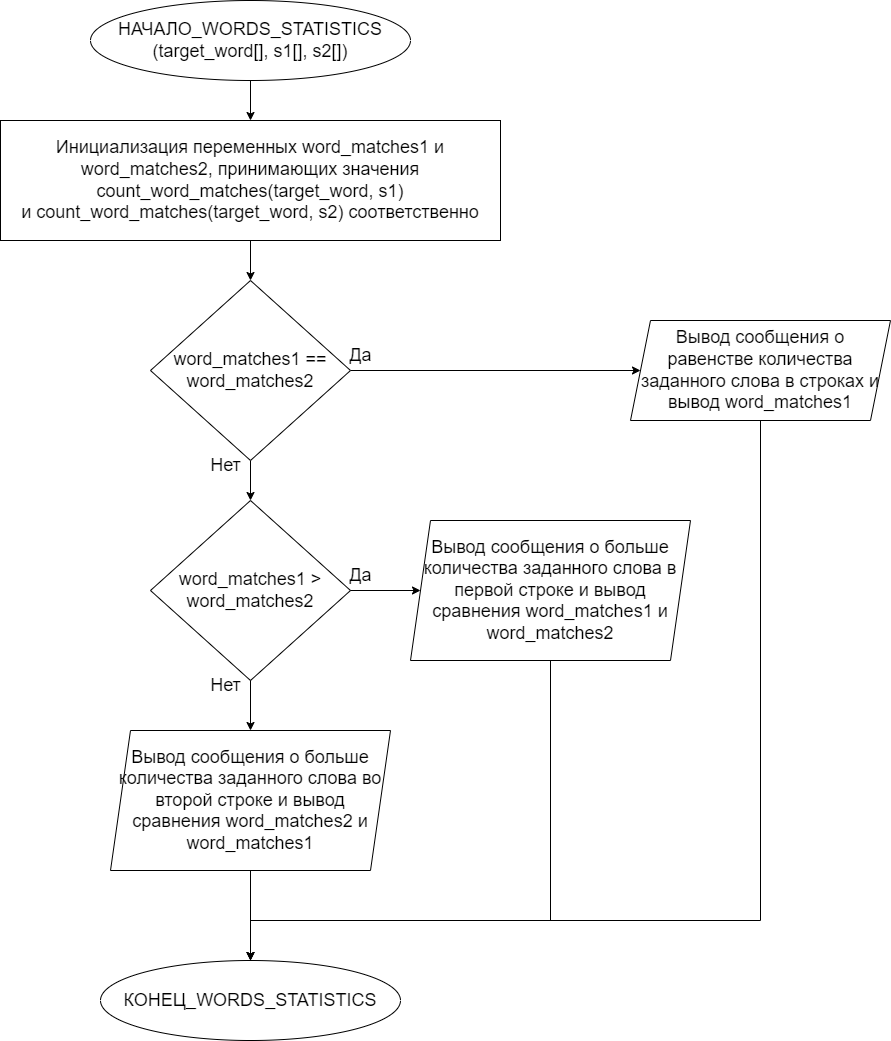 НАЧАЛО_WORDS_STATISTICS
(target_word[], s1[], s2[])
Инициализация переменных word_matches1 и
word_matches2, принимающих значения
count_word_matches(target_word, s1)
и count_word_matches(target_word, s2) соответственно
word_matches1 ==
word_matches2
Да
Вывод сообщения о
равенстве количества
заданного слова в строках и
вывод word_matches1
Нет
word_matches1 >
word_matches2
Да
Вывод сообщения о больше
количества заданного слова в
первой строке и вывод
сравнения word_matches1 и
word_matches2
Нет
Вывод сообщения о больше
количества заданного слова во
второй строке и вывод
сравнения word_matches2 и
word_matches1
КОНЕЦ_WORDS_STATISTICS